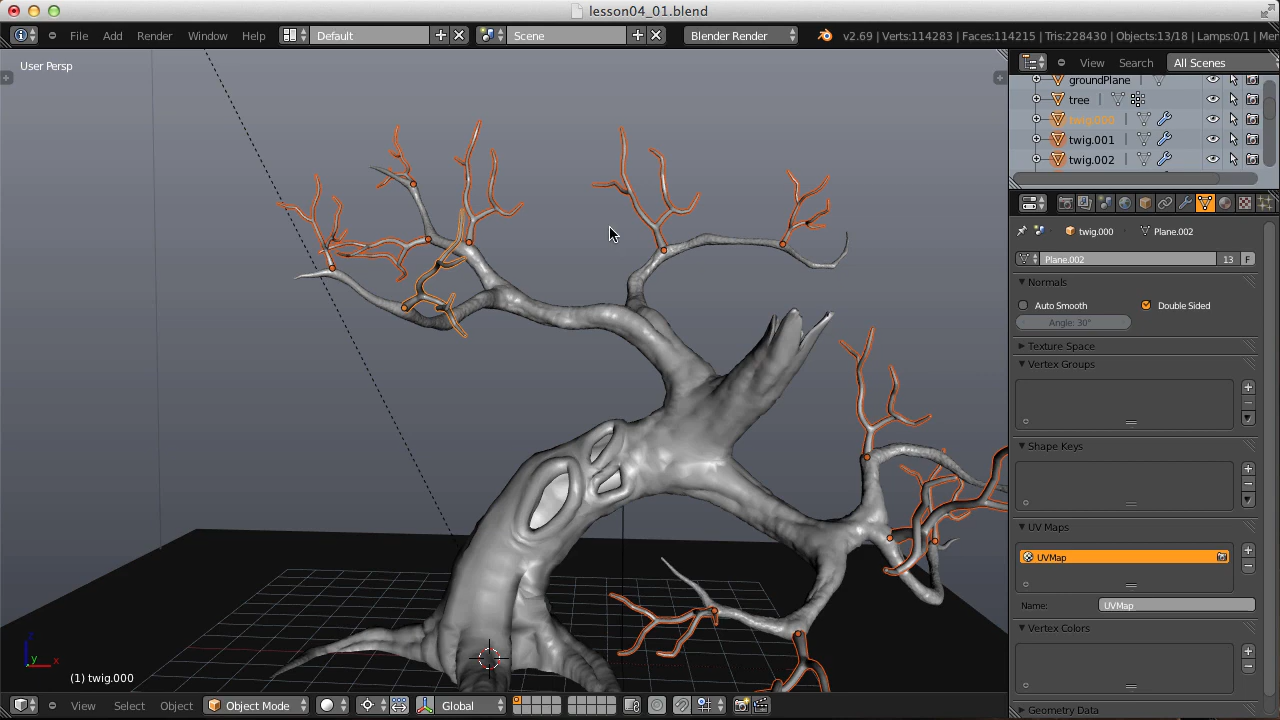 lesson04_01.blend
File Add Render Window Help Default Scene Blender Render v2.69 | Verts:114283 | Faces:114215 | Tris:228430 | Objects:13/18 | Lamps:0/1 | Mer
User Persp
View Search All Scenes
groundPlane
tree
twig.000
twig.001
twig.002
twig.000 Plane.002
Plane.002 13 F
Normals
Auto Smooth Double Sided
Angle: 30°
Texture Space
Vertex Groups
Shape Keys
UV Maps
UVMap
Name: UVMap
Vertex Colors
Geometry Data
z
y x
(1) twig.000
View Select Object Object Mode Global